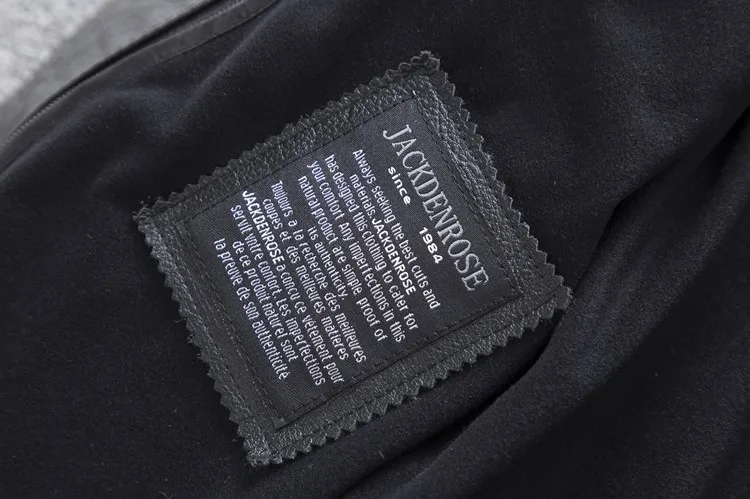 JACKDENROSE
since 1984
Always seeking the best cuts and
materials, JACKDENROSE
has designed this clothing to cater for
your comfort Any imperfections in this
natural product are simple proof of
its authenticity.
Toujours a la recherche des meilleures
coupes et des meilleures matières
JACKDENROSE a concu ce vêtement pour
servit votre comfort. Les imperfections
de ce produit naturel sont
la preuve de son authenticité